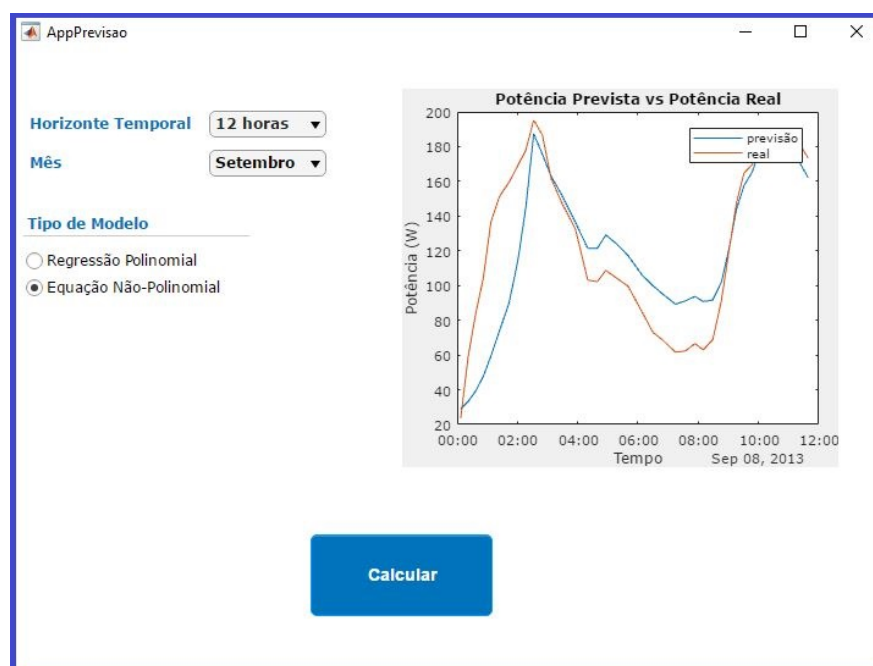 AppPrevisao
Horizonte Temporal 12 horas
Mês Setembro
Tipo de Modelo
Regressão Polinomial
Equação Não-Polinomial
Potência Prevista vs Potência Real
previsão
real
Potência (W)
200
180
160
140
120
100
80
60
40
20
00:00 02:00 04:00 06:00 08:00 10:00 12:00
Tempo
Sep 08, 2013
Calcular